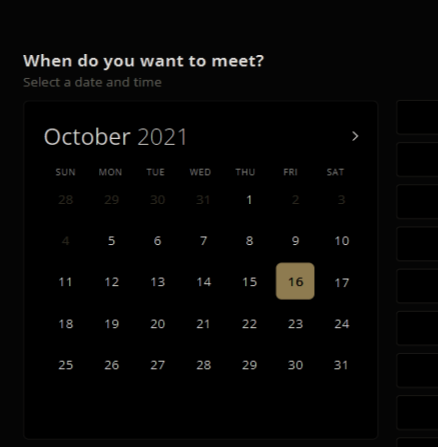 When do you want to meet?
Select a date and time
October 2021
SUN MON TUE WED THU FRI SAT
28 29 30 31 1 2 3
4 5 6 7 8 9 10
11 12 13 14 15 16 17
18 19 20 21 22 23 24
25 26 27 28 29 30 31